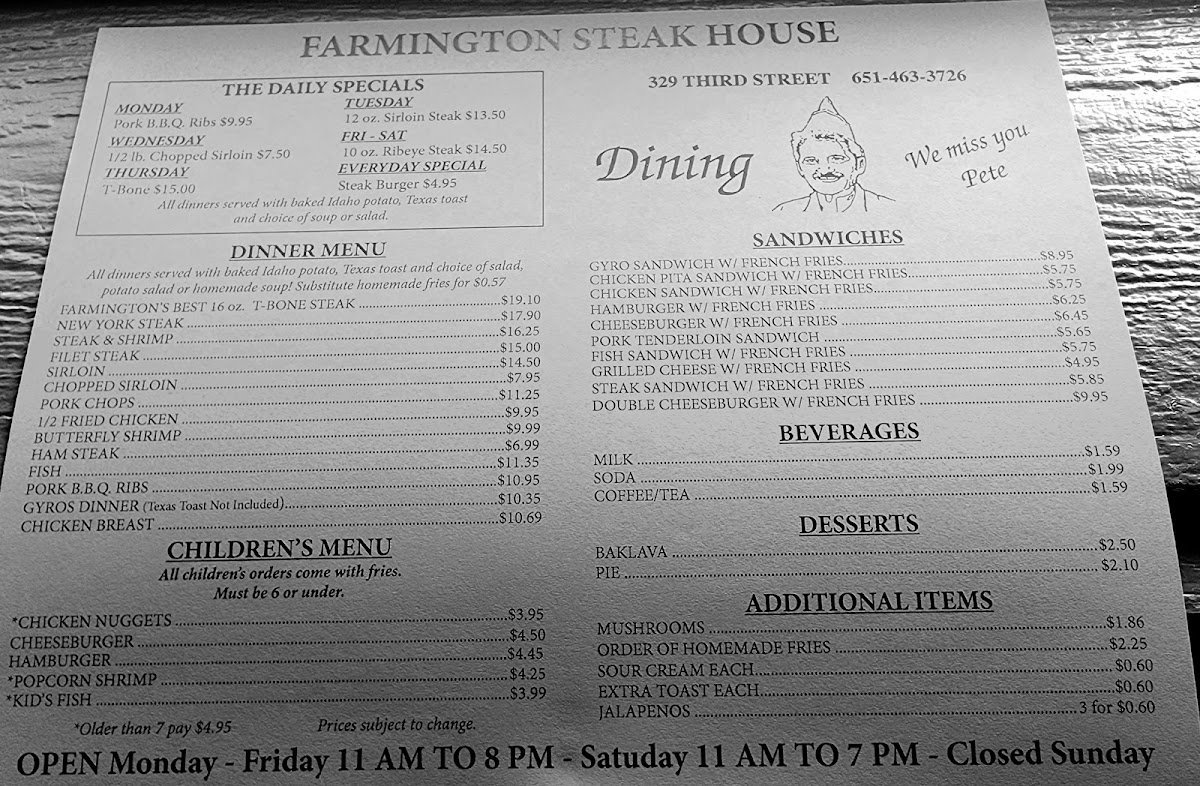 FARMINGTON STEAK HOUSE
THE DAILY SPECIALS
MONDAY
Pork B.B.Q. Ribs $9.95
WEDNESDAY
1/2 lb. Chopped Sirloin $7.50
THURSDAY
T-Bone $15.00
TUESDAY
12 oz. Sirloin Steak $13.50
FRI - SAT
10 oz. Ribeye Steak $14.50
EVERYDAY SPECIAL
Steak Burger $4.95
All dinners served with baked Idaho potato, Texas toast
and choice of soup or salad.
DINNER MENU
All dinners served with baked Idaho potato, Texas toast and choice of salad,
potato salad or homemade soup! Substitute homemade fries for $0.57
FARMINGTON'S BEST 16 oz. T-BONE STEAK $19.10
NEW YORK STEAK $17.90
STEAK & SHRIMP $16.25
FILET STEAK $15.00
SIRLOIN $14.50
CHOPPED SIRLOIN $7.95
PORK CHOPS $11.25
1/2 FRIED CHICKEN $9.95
BUTTERFLY SHRIMP $9.99
HAM STEAK $6.99
FISH $11.35
PORK B.B.Q. RIBS $10.95
GYROS DINNER (Texas Toast Not Included) $10.35
CHICKEN BREAST $10.69
CHILDREN'S MENU
All children's orders come with fries.
Must be 6 or under.
*CHICKEN NUGGETS $3.95
CHEESEBURGER $4.50
HAMBURGER $4.45
*POPCORN SHRIMP $4.25
*KID'S FISH $3.99
*Older than 7 pay $4.95 Prices subject to change.
329 THIRD STREET 651-463-3726
Dining
We miss you
Pete
SANDWICHES
GYRO SANDWICH W/ FRENCH FRIES $8.95
CHICKEN PITA SANDWICH W/ FRENCH FRIES $5.75
CHICKEN SANDWICH W/ FRENCH FRIES $5.75
HAMBURGER W/ FRENCH FRIES $6.25
CHEESEBURGER W/ FRENCH FRIES $6.45
PORK TENDERLOIN SANDWICH $5.65
FISH SANDWICH W/ FRENCH FRIES $5.75
GRILLED CHEESE W/ FRENCH FRIES $4.95
STEAK SANDWICH W/ FRENCH FRIES $5.85
DOUBLE CHEESEBURGER W/ FRENCH FRIES $9.95
BEVERAGES
MILK $1.59
SODA $1.99
COFFEE/TEA $1.59
DESSERTS
BAKLAVA $2.50
PIE $2.10
ADDITIONAL ITEMS
MUSHROOMS $1.86
ORDER OF HOMEMADE FRIES $2.25
SOUR CREAM EACH $0.60
EXTRA TOAST EACH $0.60
JALAPENOS 3 for $0.60
OPEN Monday - Friday 11 AM TO 8 PM - Satuday 11 AM TO 7 PM - Closed Sunday